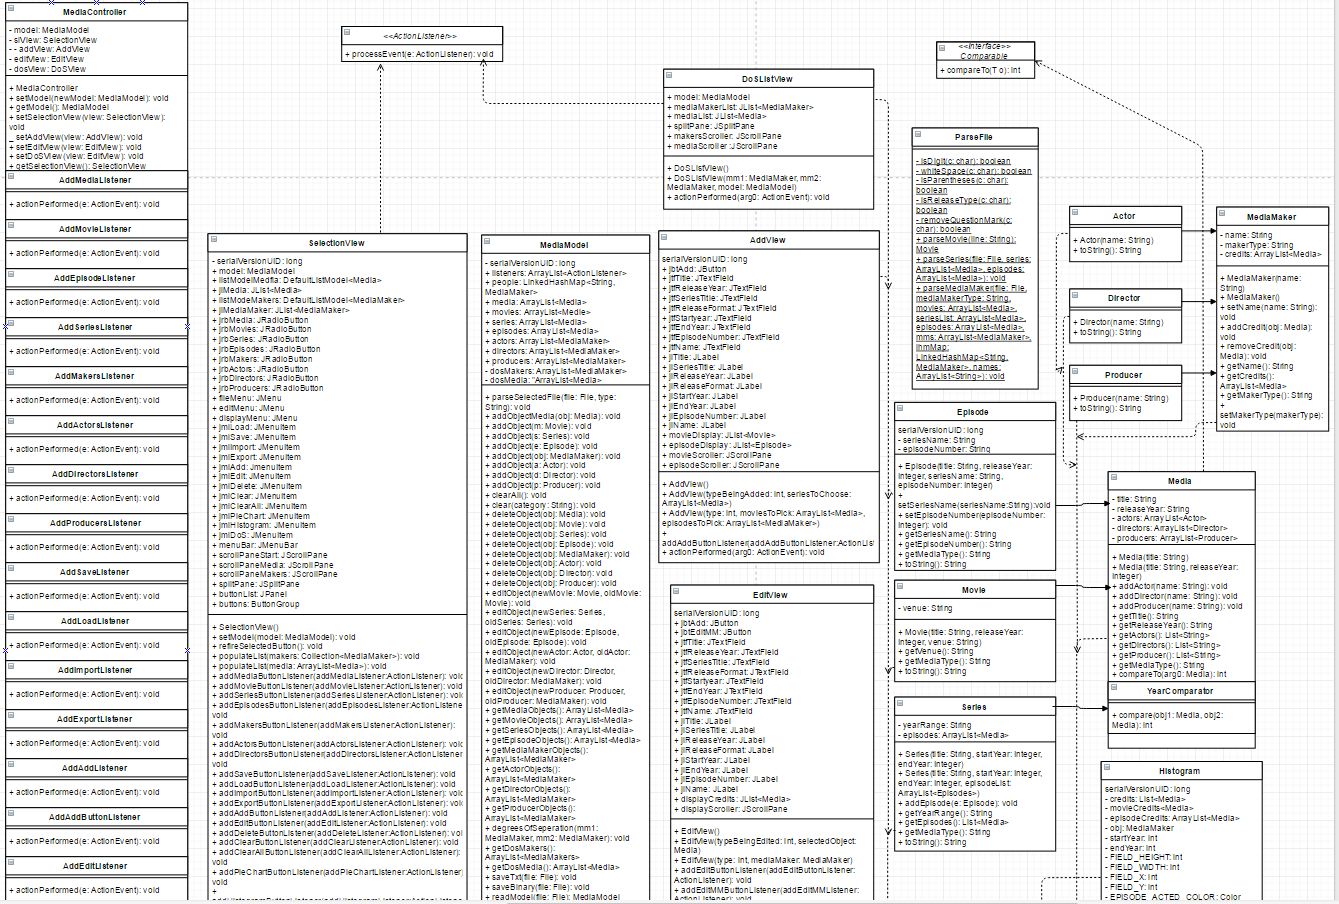 MediaController
- model: MediaModel
- slView: SelectionView
- - addView: AddView
- editView: EditView
- dosView: DoSView
+ MediaController
+ setModel(newModel: MediaModel): void
+ getModel(): MediaModel
+ setSelectionView(view: SelectionView):
void
_ setAddView(view: AddView): void
+ setEditView(view: EditView): void
+ setDoSView(view: EditView): void
+ getSelectionView(): SelectionView
AddMediaListener
+ actionPerformed(e: ActionEvent): void
AddMovieListener
+ actionPerformed(e: ActionEvent): void
AddEpisodeListener
+ actionPerformed(e: ActionEvent): void
AddSeriesListener
+ actionPerformed(e: ActionEvent): void
AddMakersListener
+ actionPerformed(e: ActionEvent): void
AddActorsListener
+ actionPerformed(e: ActionEvent): void
AddDirectorsListener
+ actionPerformed(e: ActionEvent): void
AddProducersListener
+ actionPerformed(e: ActionEvent): void
AddSaveListener
+ actionPerformed(e: ActionEvent): void
AddLoadListener
+ actionPerformed(e: ActionEvent): void
AddImportListener
+ actionPerformed(e: ActionEvent): void
AddExportListener
+ actionPerformed(e: ActionEvent): void
AddAddListener
+ actionPerformed(e: ActionEvent): void
AddAddButtonListener
+ actionPerformed(e: ActionEvent): void
AddEditListener
+ actionPerformed(e: ActionEvent): void
<<ActionListener>>
+ processEvent(e: ActionListener): void
SelectionView
- serialVersionUID: long
+ model: MediaModel
+ listModelMedfia: DefaultListModel<Media>
+ jlMedia: JList<Media>
+ listModeMakers: DefaultListModel<MediaMaker>
+ jlMediaMaker: JList<MediaMaker>
+ jrbMedia: JRadioButton
+ jrbMovies: JRadioButton
+ jrbSeries: JRadioButton
+ jrbEpisodes: JRadioButton
+ jrbMakers: JRadioButton
+ jrbActors: JRadioButton
+ jrbDirectors: JRadioButton
+ jrbProducers: JRadioButton
+ fileMenu: JMenu
+ editMenu: JMenu
+ displayMenu: JMenu
+ jmiLoad: JMenuItem
+ jmiSave: JMenuItem
+ jmiImport: JMenuItem
+ jmiExport: JMenuItem
+ jmiAdd: JmenuItem
+ jmiEdit: JMenuItem
+ jmiDelete: JMenuItem
+ jmiClear: JMenuItem
+ jmiClearAll: JMenuItem
+ jmiPieChart: JMenuItem
+ jmiHistogram: JMenuItem
+ jmiDoS: JMenuItem
+ menuBar: JMenuBar
+ scrollPaneStart: JScrollPane
+ scrollPaneMedia: JScrollPane
+ scrollPaneMakers: JScrollPane
+ splitPane: JSplitPane
+ buttonList: JPanel
+ buttons: ButtonGroup
+ SelectionView()
+ setModel(model: MediaModel): void
+ refireSelectedButton(): void
+ populateList(makers: Collection<MediaMaker>): void
+ populateList(media: ArrayList<Media>): void
+ addMediaButtonListener(addMediaListener:ActionListener): void
+ addMovieButtonListener(addMovieListener:ActionListener): void
+ addSeriesButtonListener(addSeriesListener:ActionListener): void
+ addEpisodesButtonListener(addEpisodesListener:ActionListener):
void
+ addMakersButtonListener(addMakersListener:ActionListener):
void
+ addActorsButtonListener(addActorsListener:ActionListener): void
+ addDirectorsButtonListener(addDirectorsListener:ActionListener):
void
+ addSaveButtonListener(addSaveListener:ActionListener): void
+ addLoadButtonListener(addLoadListener:ActionListener): void
+ addImportButtonListener(addImportListener:ActionListener): void
+ addExportButtonListener(addExportListener:ActionListener): void
+ addAddButtonListener(addAddListener:ActionListener): void
+ addEditButtonListener(addEditListener:ActionListener): void
+ addDeleteButtonListener(addDeleteListener:ActionListener): void
+ addClearButtonListener(addClearListener:ActionListener): void
+ addClearAllButtonListener(addClearAllListener:ActionListener):
void
+ addPieChartButtonListener(addPieChartListener:ActionListener):
void
+
MediaModel
- serialVersionUID: long
+ listeners: ArrayList<ActionListener>
+ people: LinkedHashMap<String,
MediaMaker>
+ media: ArrayList<Media>
+ movies: ArrayList<Medie>
+ series: ArrayList<Media>
+ episodes: ArrayList<Media>
+ actors: ArrayList<MediaMaker>
+ directors: ArrayList<MediaMaker>
+ producers: ArrayList<MediaMaker>
- dosMakers: ArrayList<MediaMaker>
- dosMedia: "ArrayList<Media>
+ parseSelectedFile(file: File, type:
String): void
+ addObjectMedia(obj: Media): void
+ addObject(m: Movie): void
+ addObject(s: Series): void
+ addObject(e: Episode): void
+ addObject(obj: MediaMaker): void
+ addObject(a: Actor): void
+ addObject(d: Director): void
+ addObject(p: Producer): void
+ clearAll(): void
+ clear(category: String): void
+ deleteObject(obj: Media): void
+ deleteObject(obj: Movie): void
+ deleteObject(obj: Series): void
+ deleteObject(obj: Episode): void
+ deleteObject(obj: MediaMaker): void
+ deleteObject(obj: Actor): void
+ deleteObject(obj: Director): void
+ deleteObject(obj: Producer): void
+ editObject(newMovie: Movie, oldMovie:
Movie): void
+ editObject(newSeries: Series,
oldSeries: Series): void
+ editObject(newEpisode: Episode,
oldEpisode: Episode): void
+ editObject(newActor: Actor, oldActor:
MediaMaker): void
+ editObject(newDirector: Director,
oldDirector: MediaMaker): void
+ editObject(newProducer: Producer,
oldProducer: MediaMaker): void
+ getMediaObjects(): ArrayList<Media>
+ getMovieObjects(): ArrayList<Media>
+ getSeriesObjects(): ArrayList<Media>
+ getEpisodeObjects(): ArrayList<Media>
+ getMediaMakerObjects():
ArrayList<MediaMaker>
+ getActorObjects():
ArrayList<MediaMaker>
+ getDirectorObjects():
ArrayList<MediaMaker>
+ getProducerObjects():
ArrayList<MediaMaker>
+ degreesOfSeperation(mm1:
MediaMaker, mm2: MediaMaker): void
+ getDosMakers():
ArrayList<MediaMakers>
+ getDosMedia(): ArrayList<Media>
+ saveTxt(file: File): void
+ saveBinary(file: File): void
+ readModel(file: File): MediaModel
DoSListView
+ model: MediaModel
+ mediaMakerList: JList<MediaMaker>
+ mediaList: JList<Media>
+ splitPane: JSplitPane
+ makersScroller: JScrollPane
+ mediaScroller :JScrollPane
+ DoSListView()
+ DoSListView(mm1: MediaMaker, mm2:
MediaMaker, model: MediaModel)
+ actionPerformed(arg0: ActionEvent): void
AddView
serialVersionUID: long
+ jbtAdd: JButton
+ jtfTitle: JTextField
+ jtfReleaseYear: JTextField
+ jtfSeriesTitle: JTextField
+ jtfReleaseFormat: JTextField
+ jtfStartyear: JTextField
+ jtfEndYear: JTextField
+ jtfEpisodeNumber: JTextField
+ jtfName: JTextField
+ jlTitle: JLabel
+ jlSeriesTitle: JLabel
+ jlReleaseYear: JLabel
+ jlReleaseFormat: JLabel
+ jlStartYear: JLabel
+ jlEndYear: JLabel
+ jlEpisodeNumber: JLabel
+ jlName: JLabel
+ movieDisplay: JList<Movie>
+ episodeDisplay: JList<Episode>
+ movieScroller: JScrollPane
+ episodeScroller: JScrollPane
+ AddView()
+ AddView(typeBeingAdded: int, seriesToChoose:
ArrayList<Media>)
+ AddView(type: int, moviesToPick: ArrayList<Media>,
episodesToPick: ArrayList<MediaMaker>)
+
addAddButtonListener(addAddButtonListener:ActionList
+ actionPerformed(arg0: ActionEvent): void
EditView
serialVersionUID: long
+ jbtAdd: JButton
+ jbtEditMM: JButton
+ jtfTitle: JTextField
+ jtfReleaseYear: JTextField
+ jtfSeriesTitle: JTextField
+ jtfReleaseFormat: JTextField
+ jtfStartyear: JTextField
+ jtfEndYear: JTextField
+ jtfEpisodeNumber: JTextField
+ jtfName: JTextField
+ jlTitle: JLabel
+ jlSeriesTitle: JLabel
+ jlReleaseYear: JLabel
+ jlReleaseFormat: JLabel
+ jlStartYear: JLabel
+ jlEndYear: JLabel
+ jlEpisodeNumber: JLabel
+ jlName: JLabel
+ displayCredits: JList<Media>
+ displayScroller: JScrollPane
+ EditView()
+ EditView(typeBeingEdited: int, selectedObject:
Media)
+ EditView(type: int, mediaMaker: MediaMaker)
+ addEditButtonListener(addEditButtonListener:
ActionListener): void
+ addEditMMButtonListener(addEditMMListener:
ActionListener): void
<<Interface>>
Comparable
+ compareTo(T o): int
ParseFile
- isDigit(c: char): boolean
- whiteSpace(c: char): boolean
- isParentheses(c: char):
boolean
- isReleaseType(c: char):
boolean
- removeQuestionMark(c:
char): boolean
+ parseMovie(line: String):
Movie
+ parseSeries(file: File, series:
ArrayList<Media>, episodes:
ArrayList<Media>): void
+ parseMediaMaker(file: File,
mediaMakerType: String,
movies: ArrayList<Media>,
seriesList: ArrayList<Media>,
episodes: ArrayList<Media>,
mms: ArrayList<MediaMaker>,
lhmMap:
LinkedHashMap<String,
MediaMaker>, names:
ArrayList<String>): void
Episode
serialVersionUID: long
- seriesName: String
- episodeNumber: String
+ Episode(title: String, releaseYear:
Integer, seriesName: String,
episodeNumber: Integer)
+
setSeriesName(seriesName: String):void
+ setEpisodeNumber(episodeNumber:
Integer): void
+ getSeriesName(): String
+ getEpisodeNumber(): String
+ getMediaType(): String
+ toString(): String
Movie
- venue: String
+ Movie(title: String, releaseYear:
Integer, venue: String)
+ getVenue(): String
+ getMediaType(): String
+ toString(): String
Series
- yearRange: String
- episodes: ArrayList<Media>
+ Series(title: String, startYear: Integer,
endYear: Integer)
+ Series(title: String, startYear: Integer,
endYear: Integer, episodeList:
ArrayList<Episodes>)
+ addEpisode(e: Episode): void
+ getYearRange(): String
+ getEpisodes(): List<Media>
+ getMediaType(): String
+ toString(): String
Actor
+ Actor(name: String)
+ toString(): String
Director
+ Director(name: String)
+ toString(): String
Producer
+ Producer(name: String)
+ toString(): String
MediaMaker
- name: String
- makerType: String
- credits: ArrayList<Media>
+ MediaMaker(name:
String)
+ MediaMaker()
+ setName(name: String):
void
+ addCredit(obj: Media):
void
+ removeCredit(obj:
Media): void
+ getName(): String
+ getCredits():
ArrayList<Media>
+ getMakerType(): String
+
setMakerType(makerType):
void
Media
- title: String
- releaseYear: String
- actors: ArrayList<Actor>
- directors: ArrayList<Director>
- producers: ArrayList<Producer>
+ Media(title: String)
+ Media(title: String, releaseYear:
Integer)
+ addActor(name: String): void
+ addDirector(name: String): void
+ addProducer(name: String): void
+ getTitle(): String
+ getReleaseYear(): String
+ getActors(): List<String>
+ getDirectors(): List<String>
+ getProducer(): List<String>
+ getMediaType(): String
+ compareTo(arg0: Media): int
YearComparator
+ compare(obj1: Media, obj2:
Media): int
Histogram
serialVersionUID: long
- credits: List<Media>
- movieCredits: ArrayList<Media>
- episodeCredits: ArrayList<Media>
- obj: MediaMaker
- startYear: int
- endYear: int
- FIELD_HEIGHT: int
- FIELD_WIDTH: int
- FIELD_X: int
- FIELD_Y: int
- EPISODE_ACTED_COLOR: Color